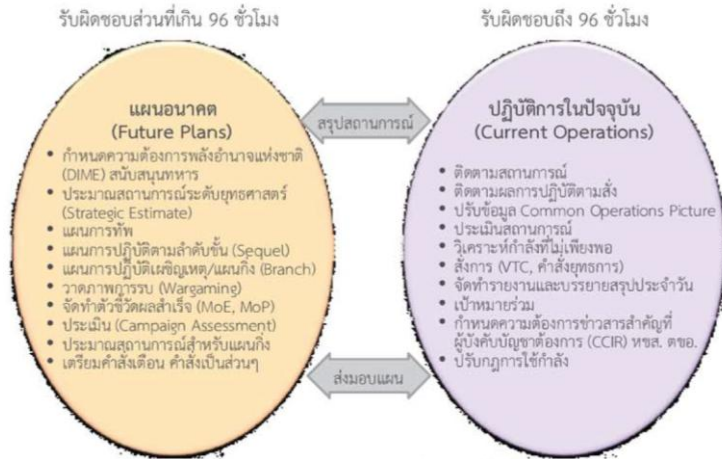 รับผิดชอบส่วนที่เกิน 96 ชั่วโมง
แผนอนาคต
(Future Plans)
• กำหนดความต้องการพลังอำนาจแห่งชาติ
(DIME) สนับสนุนทหาร
• ประมาณสถานการณ์ระดับยุทธศาสตร์
(Strategic Estimate)
• แผนการทัพ
• แผนการปฏิบัติตามลำดับขั้น (Sequel)
• แผนการปฏิบัติเผชิญเหตุ/แผนกิ่ง (Branch)
• วาดภาพการรบ (Wargaming)
• จัดทำตัวชี้วัดผลสำเร็จ (MoE, MoP)
• ประเมิน (Campaign Assessment)
• ประมาณสถานการณ์สำหรับแผนกิ่ง
• เตรียมคำสั่งเตือน คำสั่งเป็นส่วนๆ
สรุปสถานการณ์
ส่งมอบแผน
รับผิดชอบถึง 96 ชั่วโมง
ปฏิบัติการในปัจจุบัน
(Current Operations)
• ติดตามสถานการณ์
• ติดตามผลการปฏิบัติตามสั่ง
• ปรับข้อมูล Common Operations Picture
• ประเมินสถานการณ์
• วิเคราะห์กำลังที่ไม่เพียงพอ
• สั่งการ (VTC, คำสั่งยุทธการ)
• จัดทำรายงานและบรรยายสรุปประจำวัน
• เป้าหมายร่วม
• กำหนดความต้องการข่าวสารสำคัญที่
ผู้บังคับบัญชาต้องการ (CCIR) หขส. ตขอ.
• ปรับกฎการใช้กำลัง